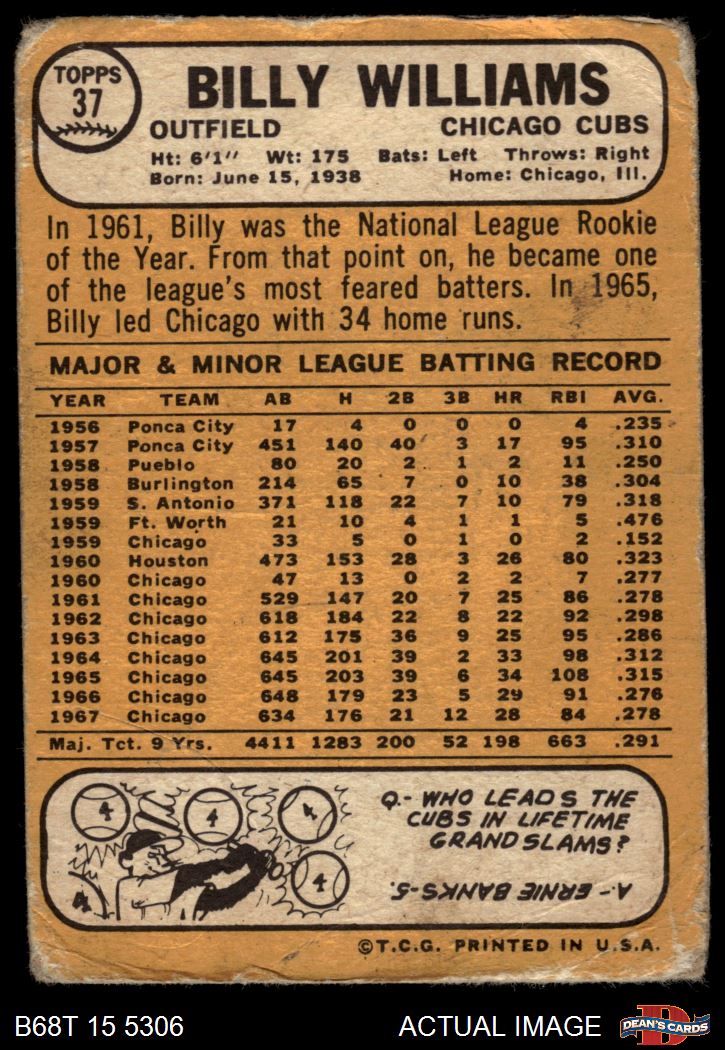 TOPPS
37
BILLY WILLIAMS
OUTFIELD CHICAGO CUBS
Ht: 6'1" Wt: 175 Bats: Left Throws: Right
Born: June 15, 1938 Home: Chicago, Ill.
In 1961, Billy was the National League Rookie
of the Year. From that point on, he became one
of the league's most feared batters. In 1965,
Billy led Chicago with 34 home runs.
MAJOR & MINOR LEAGUE BATTING RECORD
YEAR TEAM AB H 2B 3B HR RBI AVG.
1956 Ponca City 17 4 0 0 0 4 .235
1957 Ponca City 451 140 40 3 17 95 .310
1958 Pueblo 80 20 2 1 2 11 .250
1958 Burlington 214 65 7 0 10 38 .304
1959 S. Antonio 371 118 22 7 10 79 .318
1959 Ft. Worth 21 10 4 1 1 5 .476
1959 Chicago 33 5 0 1 0 2 .152
1960 Houston 473 153 28 3 26 80 .323
1960 Chicago 47 13 0 2 2 7 .277
1961 Chicago 529 147 20 7 25 86 .278
1962 Chicago 618 184 22 8 22 92 .298
1963 Chicago 612 175 36 9 25 95 .286
1964 Chicago 645 201 39 2 33 98 .312
1965 Chicago 645 203 39 6 34 108 .315
1966 Chicago 648 179 23 5 29 91 .276
1967 Chicago 634 176 21 12 28 84 .278
Maj. Tct. 9 Yrs. 4411 1283 200 52 198 663 .291
4 4 4
4 4
Q.- WHO LEADS THE
CUBS IN LIFETIME
GRAND SLAMS?
A.- ERNIE BANKS-5.
©T.C.G. PRINTED IN U.S.A.
B68T 15 5306 ACTUAL IMAGE
D
DEAN'S CARDS